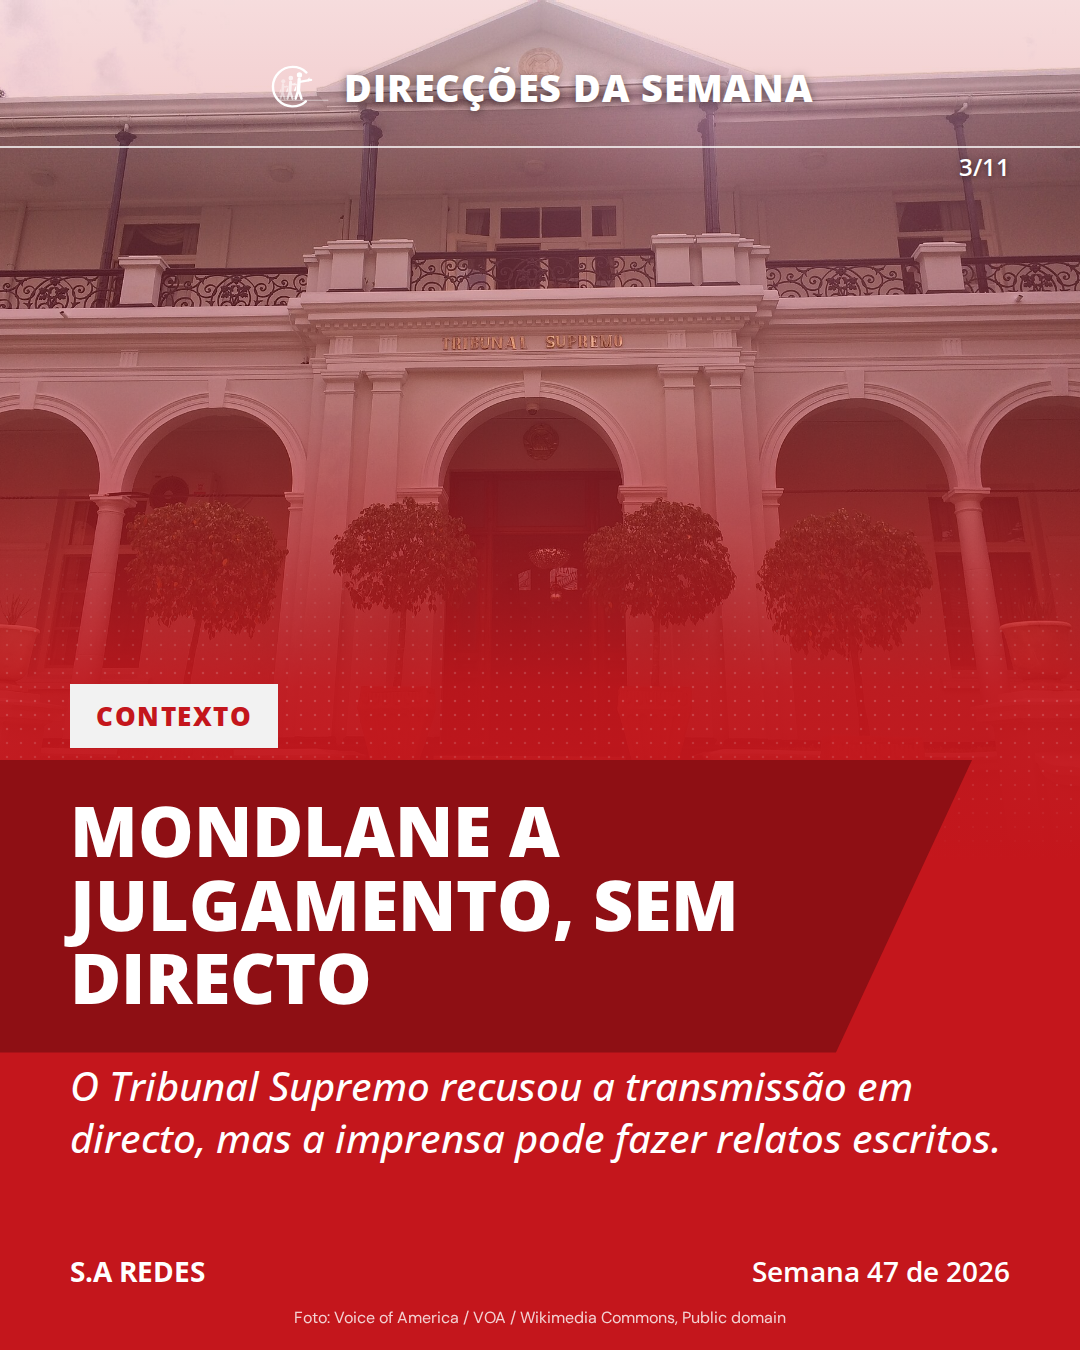 DIRECÇÕES DA SEMANA
3/11
TRIBUNAL SUPREMO
CONTEXTO
MONDLANE A
JULGAMENTO, SEM
DIRECTO
O Tribunal Supremo recusou a transmissão em
directo, mas a imprensa pode fazer relatos escritos.
S.A REDES
Semana 47 de 2026
Foto: Voice of America / VOA / Wikimedia Commons, Public domain